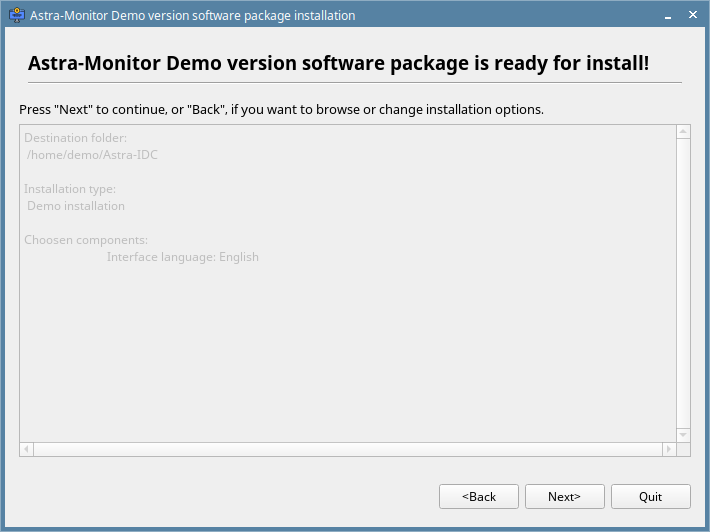 Astra-Monitor Demo version software package installation
Astra-Monitor Demo version software package is ready for install!
Press "Next" to continue, or "Back", if you want to browse or change installation options.
Destination folder:
/home/demo/Astra-IDC
Installation type:
Demo installation
Choosen components:
Interface language: English
<Back
Next>
Quit